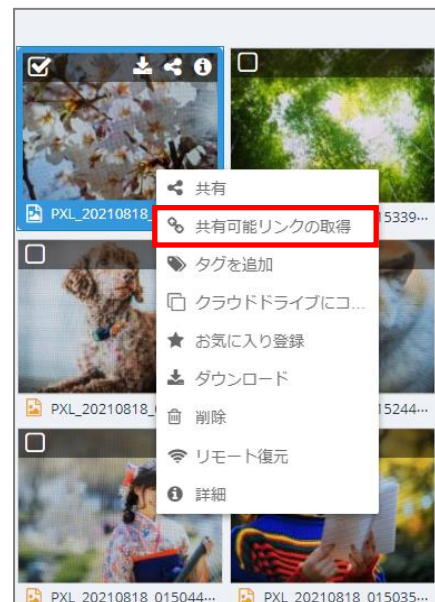 共有
PXL_20210818_
共有可能リンクの取得
15339…
タグを追加
クラウドドライブにコ...
お気に入り登録
ダウンロード
PXL_20210818_
15244…
削除
リモート復元
詳細
PXL_20210818_015044…
PXL_20210818_015035…